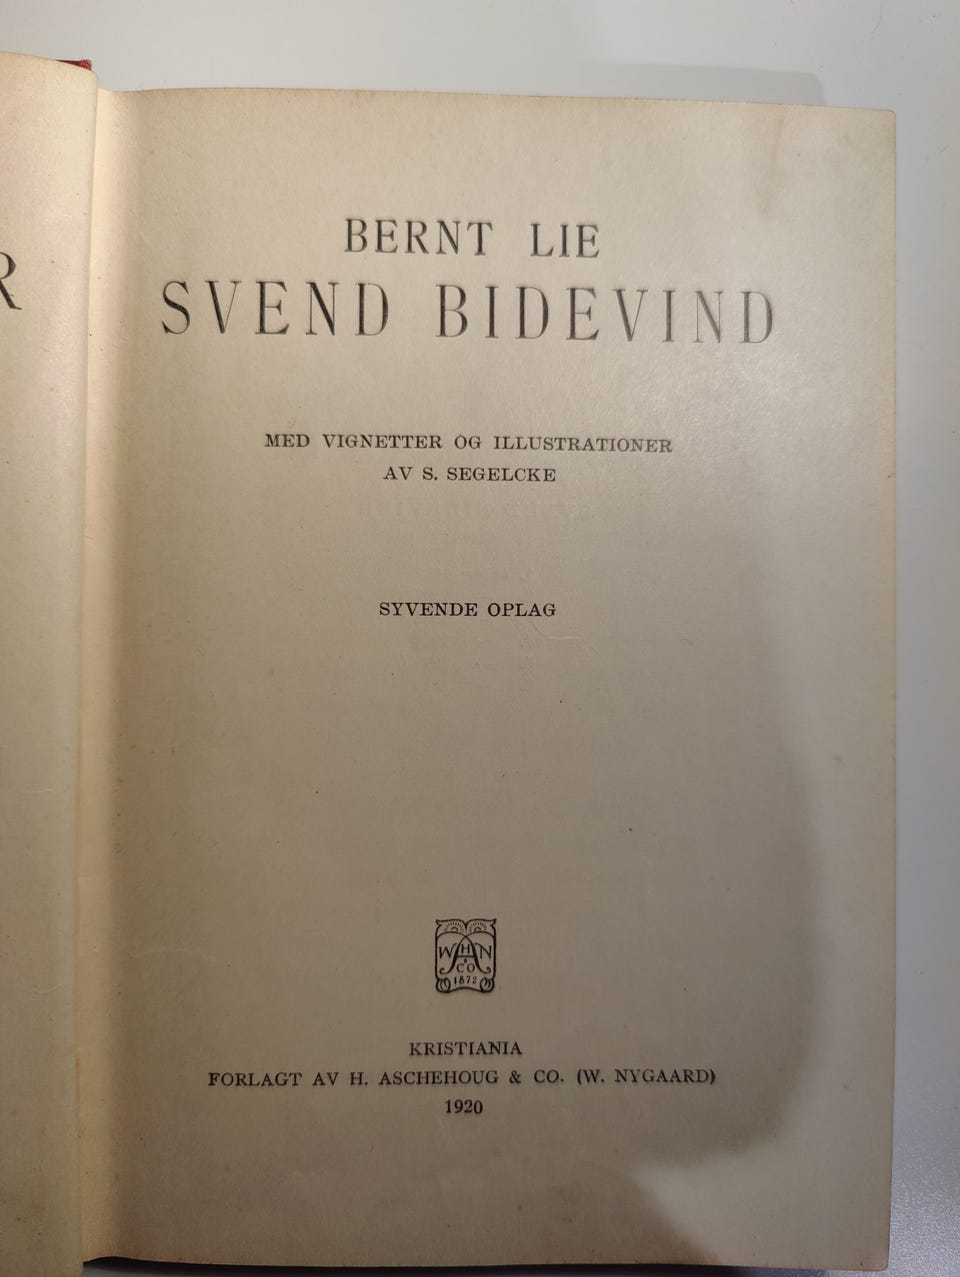 R
BERNT LIE
SVEND BIDEVIND
MED VIGNETTER OG ILLUSTRATIONER
AV S. SEGELCKE
SYVENDE OPLAG
W H N
A
& CO
1872
KRISTIANIA
FORLAGT AV H. ASCHEHOUG & CO. (W. NYGAARD)
1920